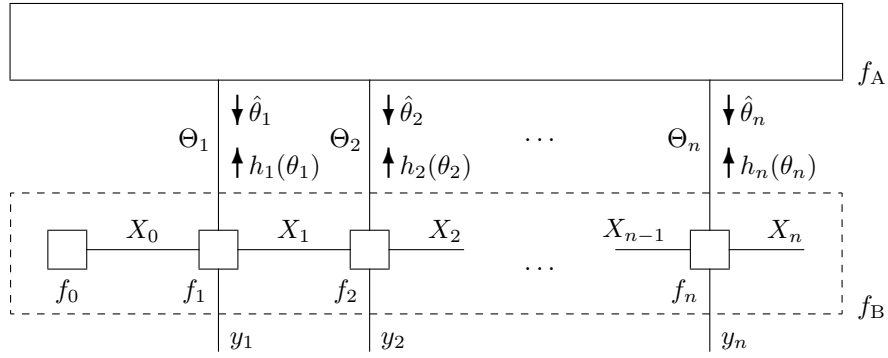 f_A
θ̂_1 θ̂_2 θ̂_n
Θ_1 Θ_2 … Θ_n
h_1(θ_1) h_2(θ_2) h_n(θ_n)
X_0 X_1 X_2 X_{n−1} X_n
…
f_0 f_1 f_2 f_n
f_B
y_1 y_2 y_n